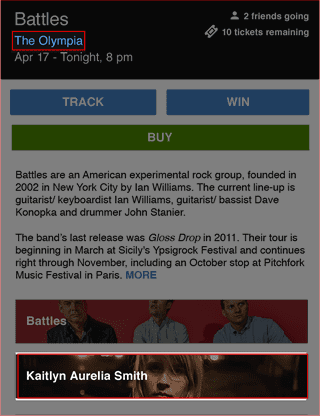 Battles
2 friends going
The Olympia
10 tickets remaining
Apr 17 - Tonight, 8 pm
TRACK
WIN
BUY
Battles are an American experimental rock group, founded in
2002 in New York City by Ian Williams. The current line-up is
guitarist/ keyboardist Ian Williams, guitarist/ bassist Dave
Konopka and drummer John Stanier.
The band's last release was Gloss Drop in 2011. Their tour is
beginning in March at Sicily's Ypsigrock Festival and continues
right through November, including an October stop at Pitchfork
Music Festival in Paris. MORE
Battles
Kaitlyn Aurelia Smith